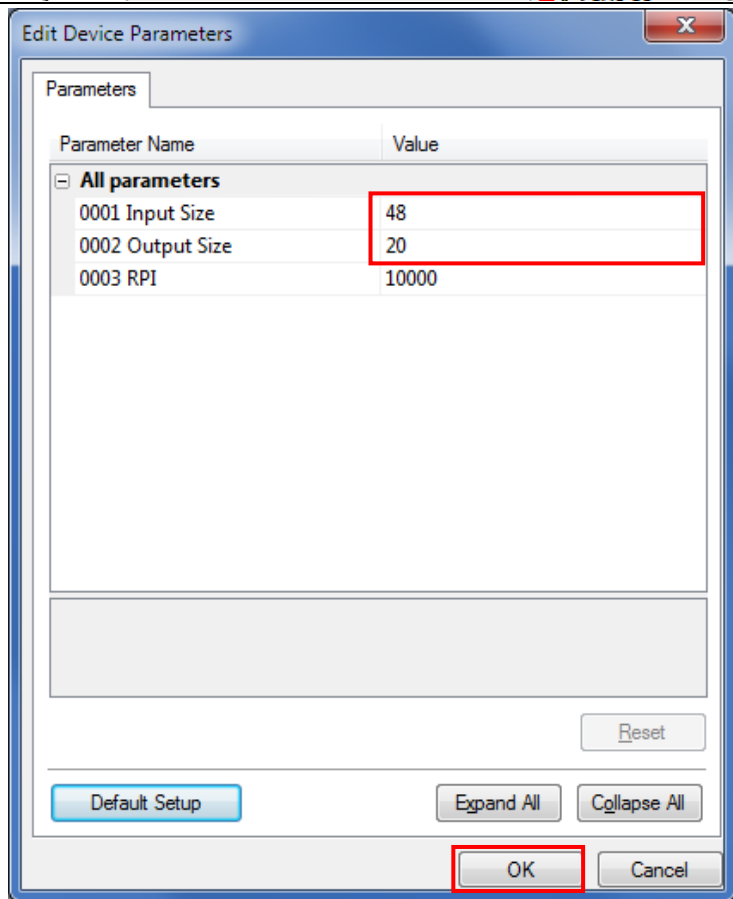 Edit Device Parameters
Parameters
Parameter Name Value
All parameters
0001 Input Size 48
0002 Output Size 20
0003 RPI 10000
Reset
Default Setup Expand All Collapse All
OK Cancel